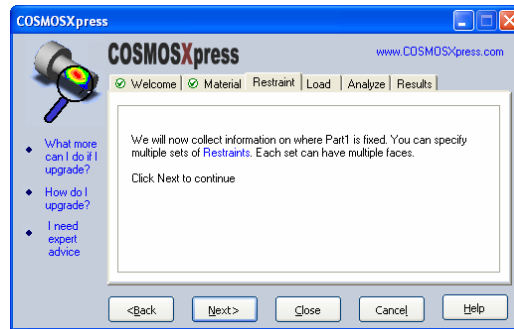 COSMOSXpress
COSMOSXpress
www.COSMOSXpress.com
Welcome
Material
Restraint
Load
Analyze
Results
We will now collect information on where Part1 is fixed. You can specify
multiple sets of Restraints. Each set can have multiple faces.
Click Next to continue
What more
can I do if I
upgrade?
How do I
upgrade?
I need
expert
advice
<Back
Next>
Close
Cancel
Help